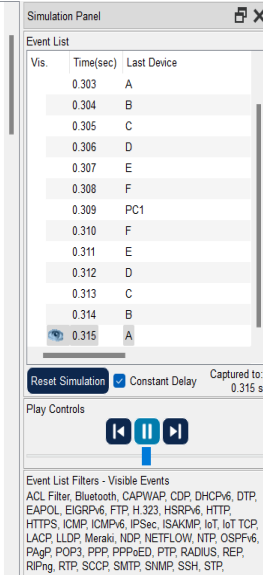 Simulation Panel
Event List
Vis. Time(sec) Last Device
0.303 A
0.304 B
0.305 C
0.306 D
0.307 E
0.308 F
0.309 PC1
0.310 F
0.311 E
0.312 D
0.313 C
0.314 B
0.315 A
Reset Simulation Constant Delay Captured to:
0.315 s
Play Controls
Event List Filters - Visible Events
ACL Filter, Bluetooth, CAPWAP, CDP, DHCPv6, DTP,
EAPOL, EIGRPv6, FTP, H.323, HSRPv6, HTTP,
HTTPS, ICMP, ICMPv6, IPSec, ISAKMP, IoT, IoT TCP,
LACP, LLDP, Meraki, NDP, NETFLOW, NTP, OSPFv6,
PAgP, POP3, PPP, PPPoED, PTP, RADIUS, REP,
RIPng, RTP, SCCP, SMTP, SNMP, SSH, STP,